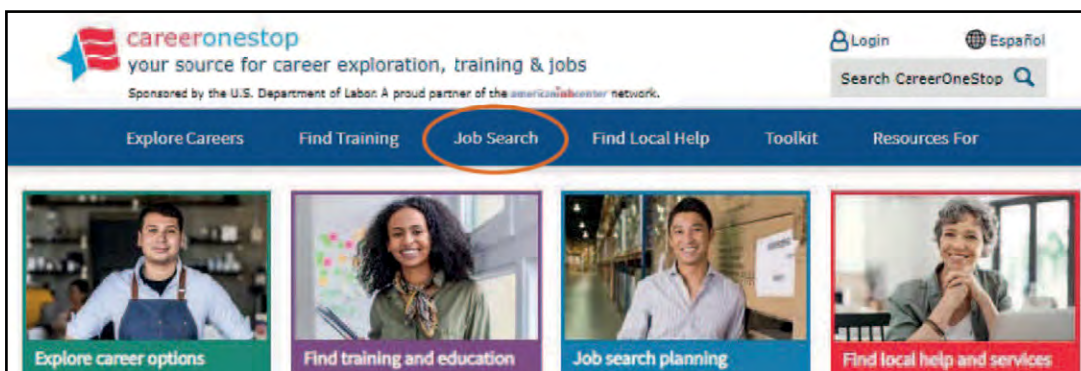 careeronestop
your source for career exploration, training & jobs
Sponsored by the U.S. Department of Labor. A proud partner of the americanjobcenter network.
Login Español
Search CareerOneStop
Explore Careers Find Training Job Search Find Local Help Toolkit Resources For
Explore career options Find training and education Job search planning Find local help and services